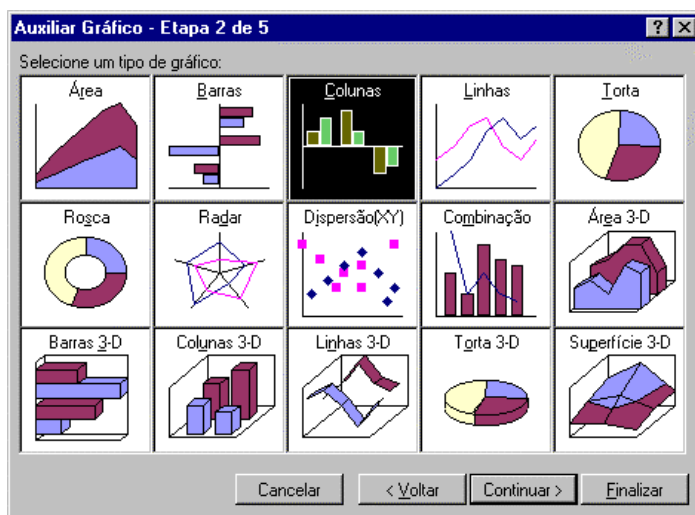 Auxiliar Gráfico - Etapa 2 de 5
Selecione um tipo de gráfico:
Área Barras Colunas Linhas Torta
Rosca Radar Dispersão(XY) Combinação Área 3-D
Barras 3-D Colunas 3-D Linhas 3-D Torta 3-D Superfície 3-D
Cancelar < Voltar Continuar > Finalizar